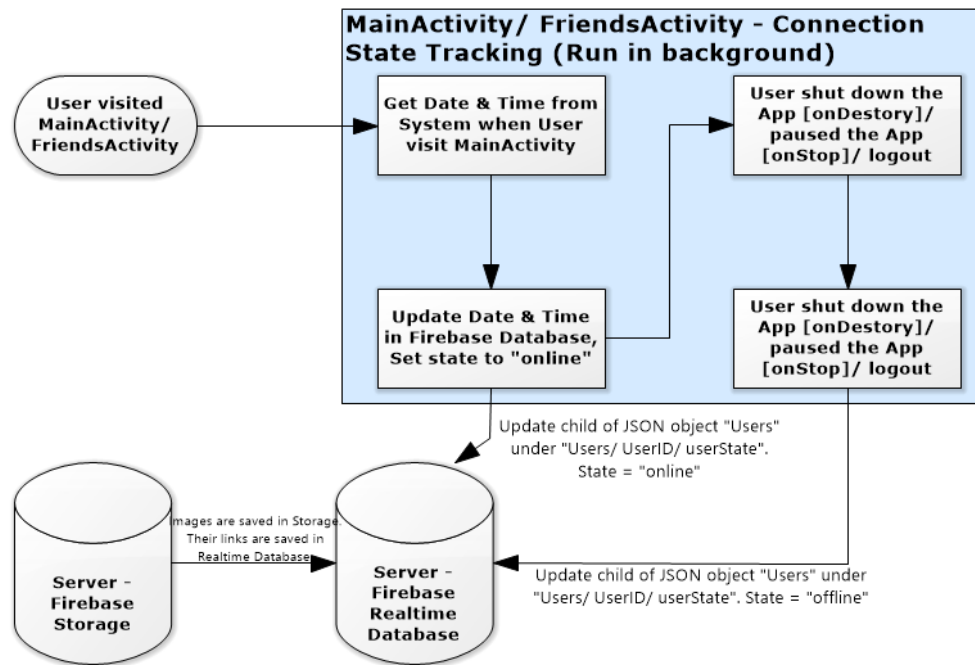 MainActivity/ FriendsActivity - Connection
State Tracking (Run in background)
User visited
MainActivity/
FriendsActivity
Get Date & Time from
System when User
visit MainActivity
User shut down the
App [onDestory]/
paused the App
[onStop]/ logout
Update Date & Time
in Firebase Database,
Set state to "online"
User shut down the
App [onDestory]/
paused the App
[onStop]/ logout
Update child of JSON object "Users"
under "Users/ UserID/ userState".
State = "online"
Images are saved in Storage.
Their links are saved in
Realtime Database
Server -
Firebase
Storage
Server -
Firebase
Realtime
Database
Update child of JSON object "Users" under
"Users/ UserID/ userState". State = "offline"